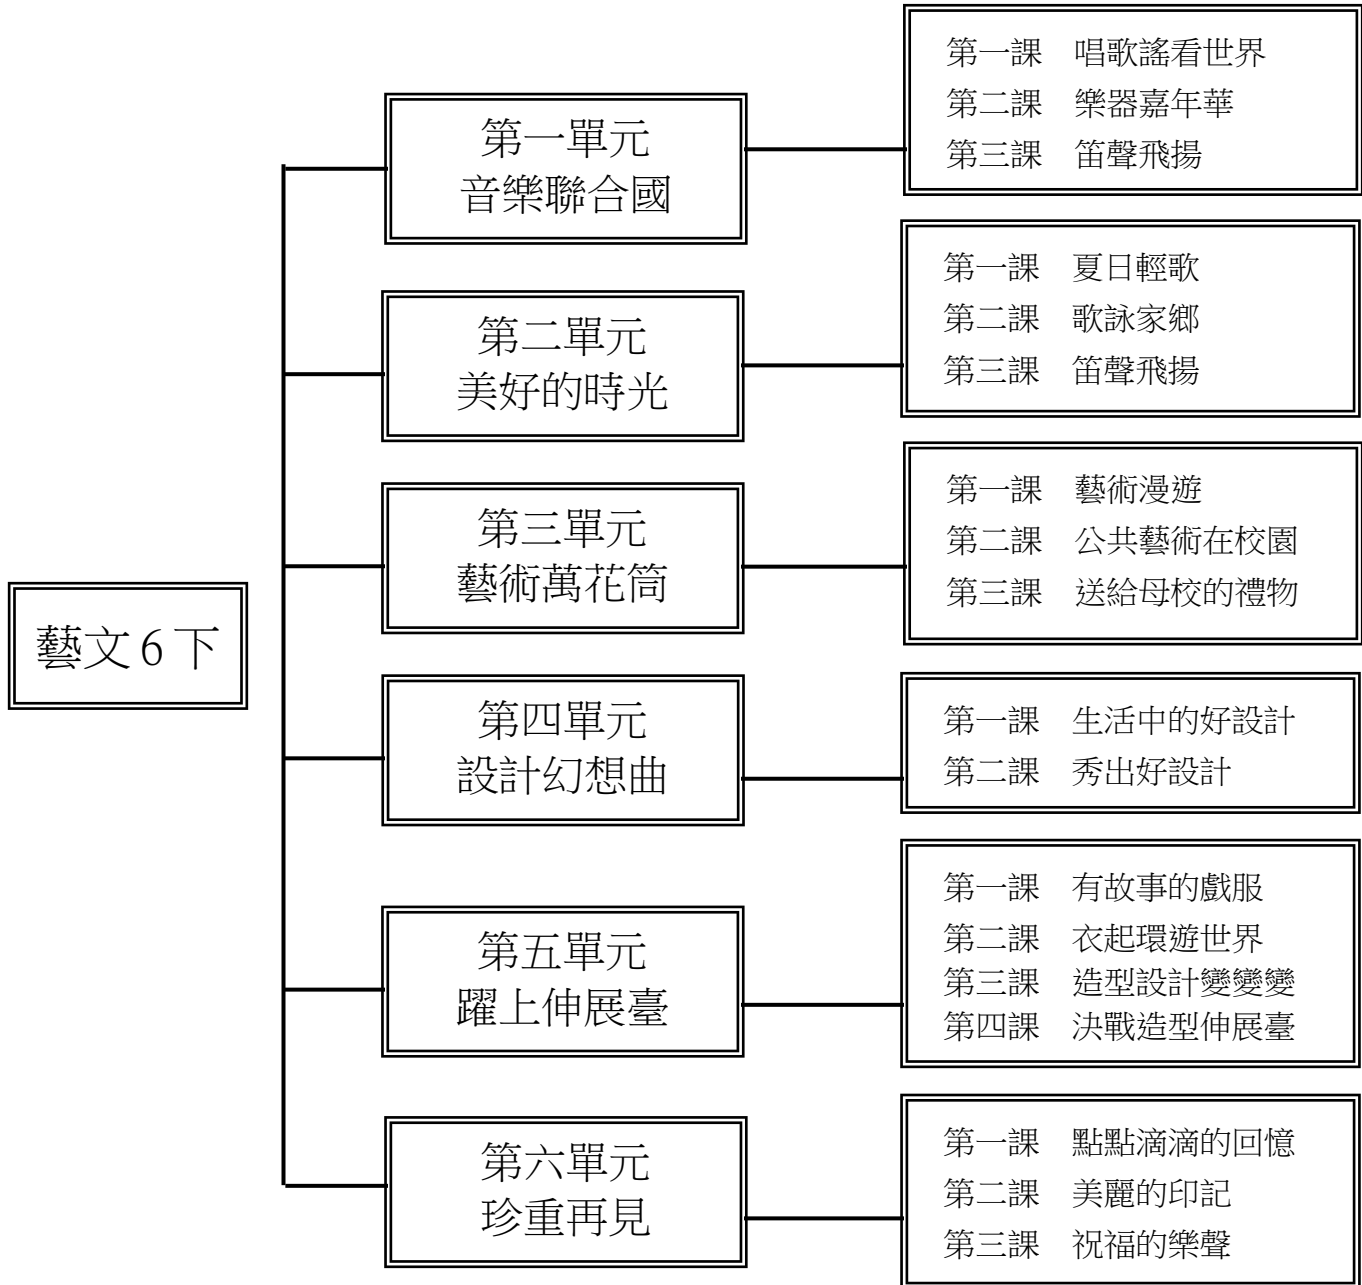 藝文6下
第一單元
音樂聯合國
第一課　唱歌謠看世界
第二課　樂器嘉年華
第三課　笛聲飛揚
第二單元
美好的時光
第一課　夏日輕歌
第二課　歌詠家鄉
第三課　笛聲飛揚
第三單元
藝術萬花筒
第一課　藝術漫遊
第二課　公共藝術在校園
第三課　送給母校的禮物
第四單元
設計幻想曲
第一課　生活中的好設計
第二課　秀出好設計
第五單元
躍上伸展臺
第一課　有故事的戲服
第二課　衣起環遊世界
第三課　造型設計變變變
第四課　決戰造型伸展臺
第六單元
珍重再見
第一課　點點滴滴的回憶
第二課　美麗的印記
第三課　祝福的樂聲